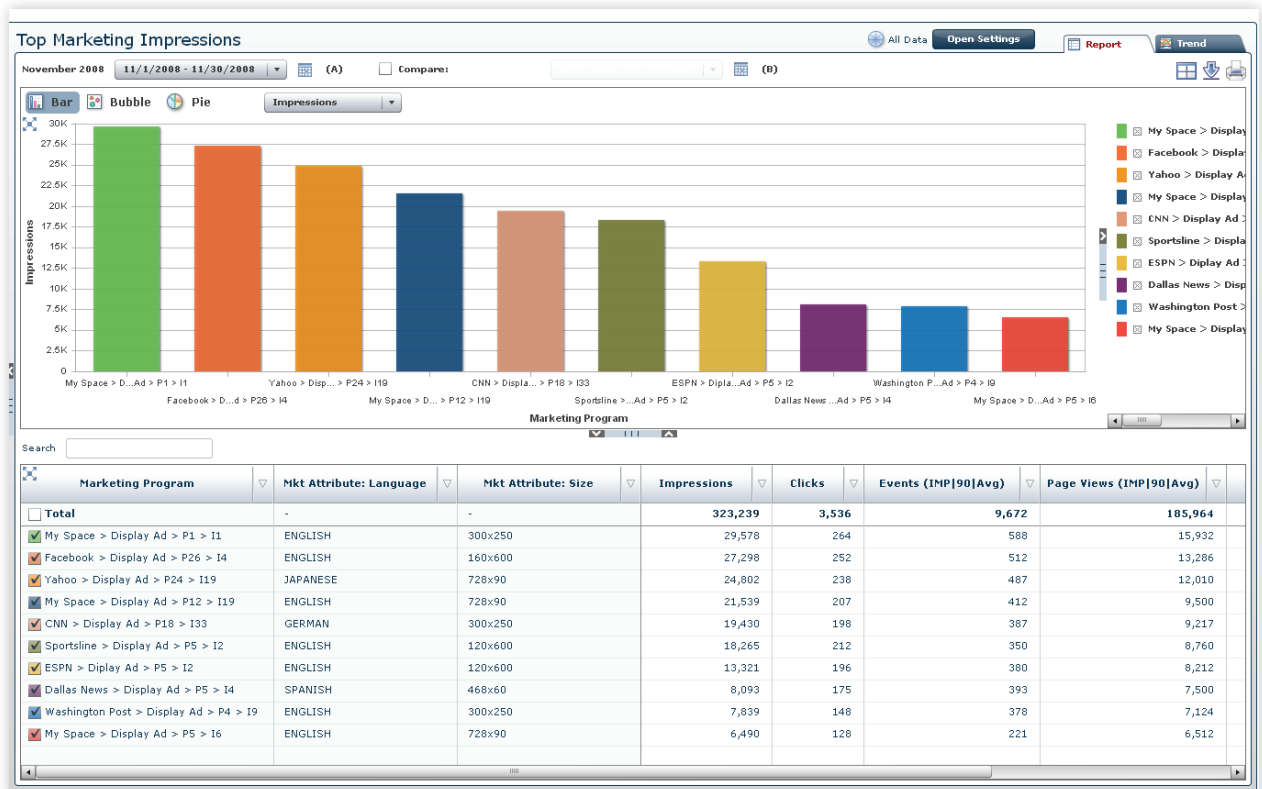 Top Marketing Impressions
All Data Open Settings Report Trend
November 2008 11/1/2008 - 11/30/2008 (A) Compare: (B)
Bar Bubble Pie Impressions
30K
27.5K
25K
22.5K
20K
17.5K
15K
12.5K
10K
7.5K
5K
2.5K
0
Impressions
My Space > D...Ad > P1 > I1 Yahoo > Disp... > P24 > I19 CNN > Displa... > P18 > I33 ESPN > Dipla...Ad > P5 > I2 Washington P...Ad > P4 > I9
Facebook > D...d > P26 > I4 My Space > D... > P12 > I19 Sportsline >...Ad > P5 > I2 Dallas News ...Ad > P5 > I4 My Space > D...Ad > P5 > I6
Marketing Program
My Space > Display
Facebook > Displa
Yahoo > Display A
My Space > Display
CNN > Display Ad >
Sportsline > Displa
ESPN > Diplay Ad
Dallas News > Disp
Washington Post >
My Space > Display
Search
Marketing Program Mkt Attribute: Language Mkt Attribute: Size Impressions Clicks Events (IMP|90|Avg) Page Views (IMP|90|Avg)
Total - - 323,239 3,536 9,672 185,964
My Space > Display Ad > P1 > I1 ENGLISH 300x250 29,578 264 588 15,932
Facebook > Display Ad > P26 > I4 ENGLISH 160x600 27,298 252 512 13,286
Yahoo > Display Ad > P24 > I19 JAPANESE 728x90 24,802 238 487 12,010
My Space > Display Ad > P12 > I19 ENGLISH 728x90 21,539 207 412 9,500
CNN > Display Ad > P18 > I33 GERMAN 300x250 19,430 198 387 9,217
Sportsline > Display Ad > P5 > I2 ENGLISH 120x600 18,265 212 350 8,760
ESPN > Diplay Ad > P5 > I2 ENGLISH 120x600 13,321 196 380 8,212
Dallas News > Display Ad > P5 > I4 SPANISH 468x60 8,093 175 393 7,500
Washington Post > Display Ad > P4 > I9 ENGLISH 300x250 7,839 148 378 7,124
My Space > Display Ad > P5 > I6 ENGLISH 728x90 6,490 128 221 6,512